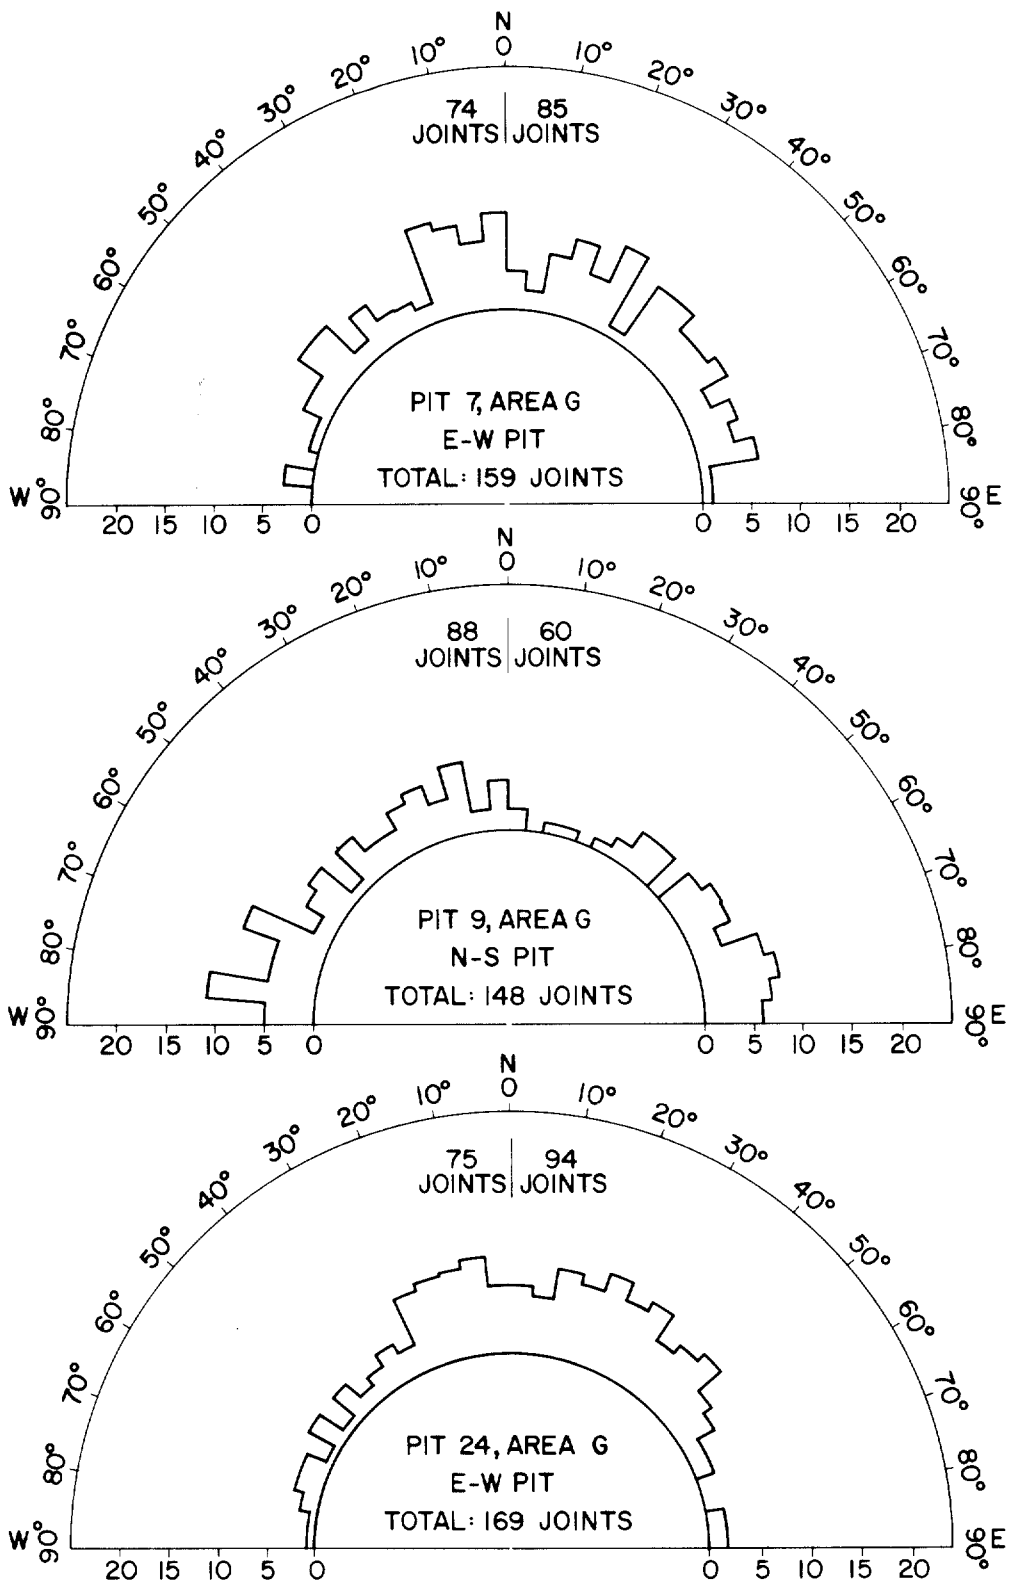 N
0
10° 10°
20° 20°
30° 30°
40° 40°
50° 50°
60° 60°
70° 70°
80° 80°
90° 90°
W E
74 85
JOINTS JOINTS
PIT 7, AREA G
E-W PIT
TOTAL: 159 JOINTS
20 15 10 5 0 0 5 10 15 20
N
0
10° 10°
20° 20°
30° 30°
40° 40°
50° 50°
60° 60°
70° 70°
80° 80°
90° 90°
W E
88 60
JOINTS JOINTS
PIT 9, AREA G
N-S PIT
TOTAL: 148 JOINTS
20 15 10 5 0 0 5 10 15 20
N
0
10° 10°
20° 20°
30° 30°
40° 40°
50° 50°
60° 60°
70° 70°
80° 80°
90° 90°
W E
75 94
JOINTS JOINTS
PIT 24, AREA G
E-W PIT
TOTAL: 169 JOINTS
20 15 10 5 0 0 5 10 15 20